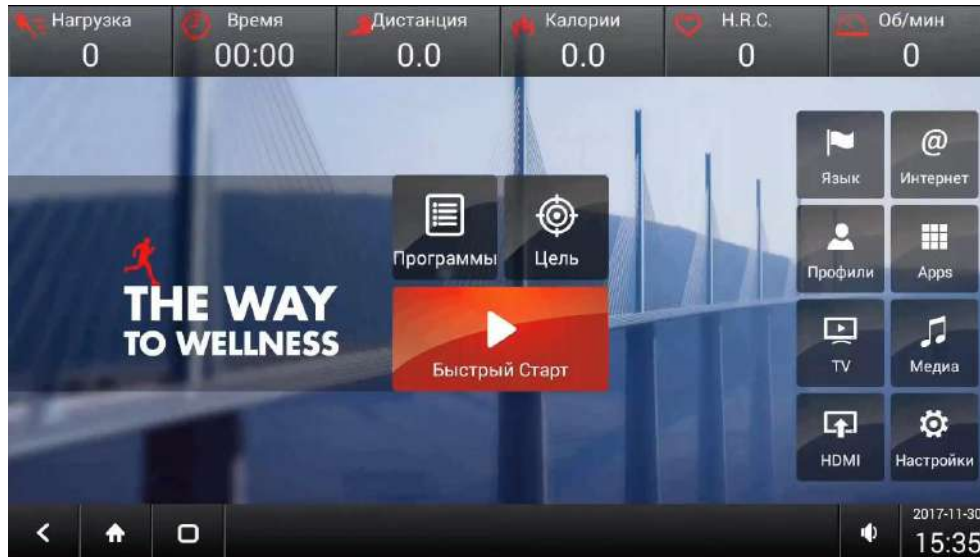 Нагрузка
0
Время
00:00
Дистанция
0.0
Калории
0.0
H.R.C.
0
Об/мин
0
Язык
@
Интернет
Программы
Цель
Профили
Apps
THE WAY
TO WELLNESS
Быстрый Старт
TV
Медиа
HDMI
Настройки
2017-11-30
15:35